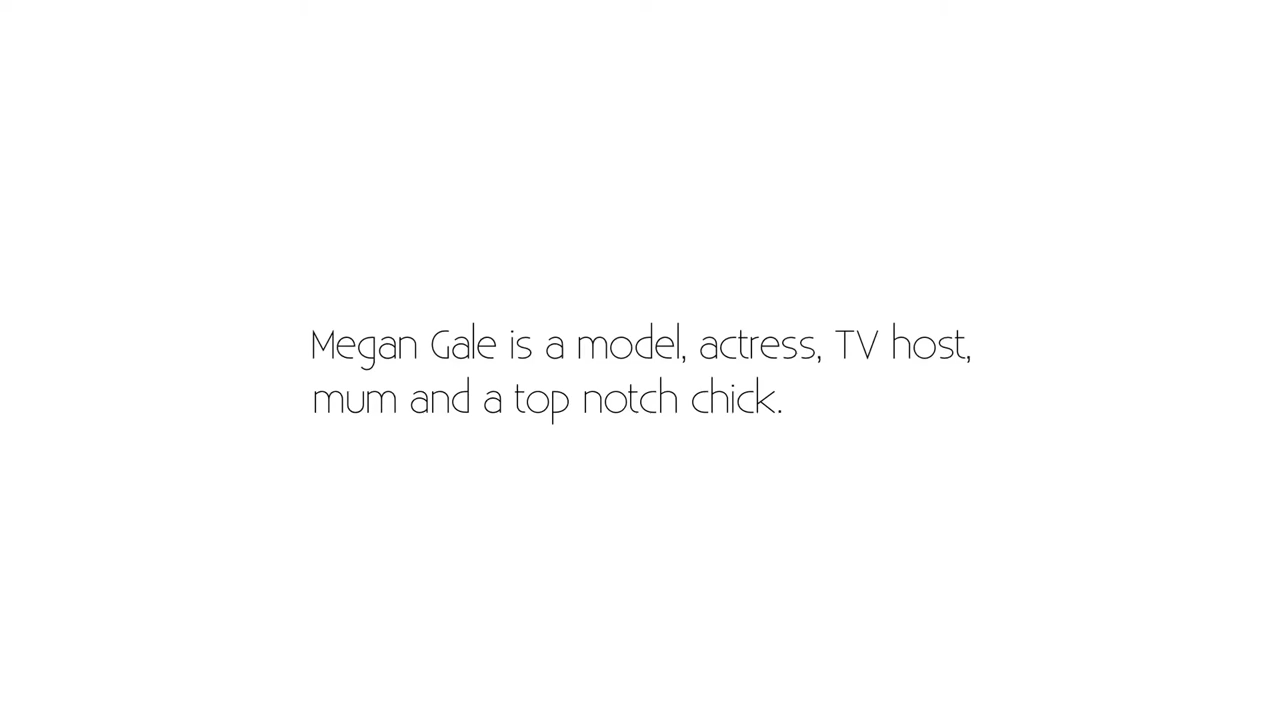 Megan Gale is a model, actress, TV host,
mum and a top notch chick.